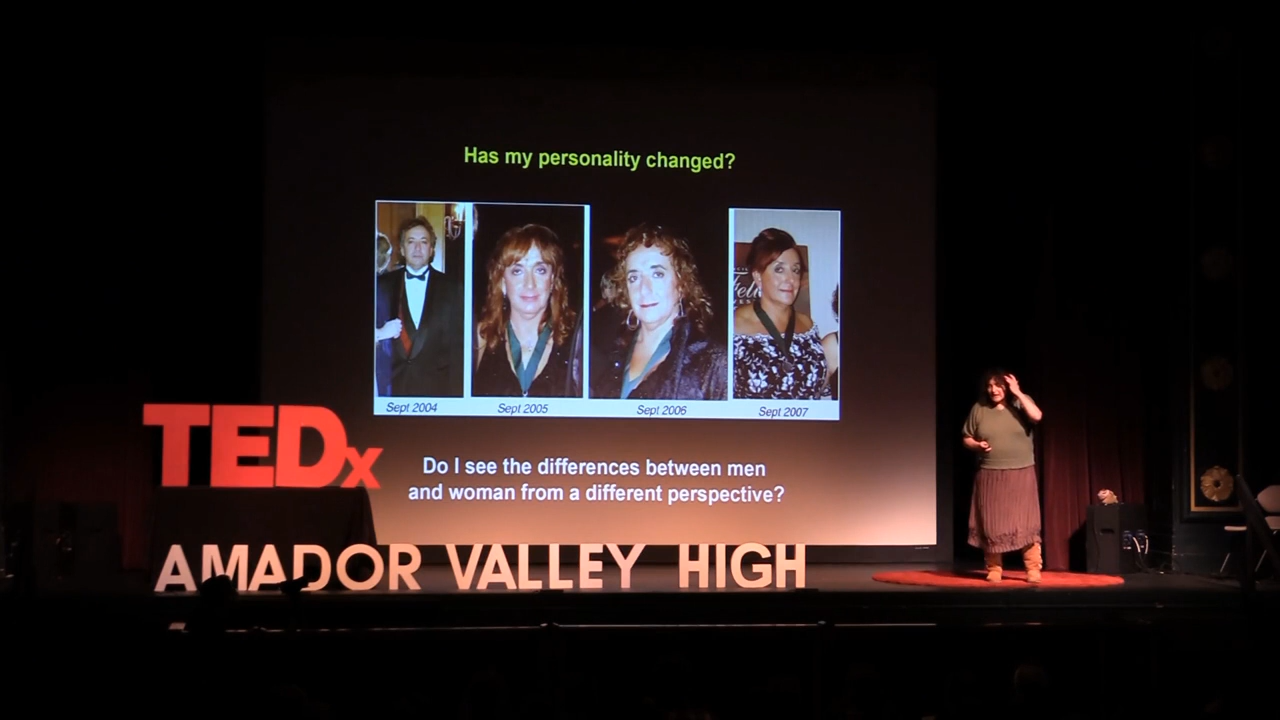 Has my personality changed?
Sept 2004
Sept 2005
Sept 2006
Sept 2007
Do I see the differences between men
and woman from a different perspective?
TEDx
AMADOR VALLEY HIGH